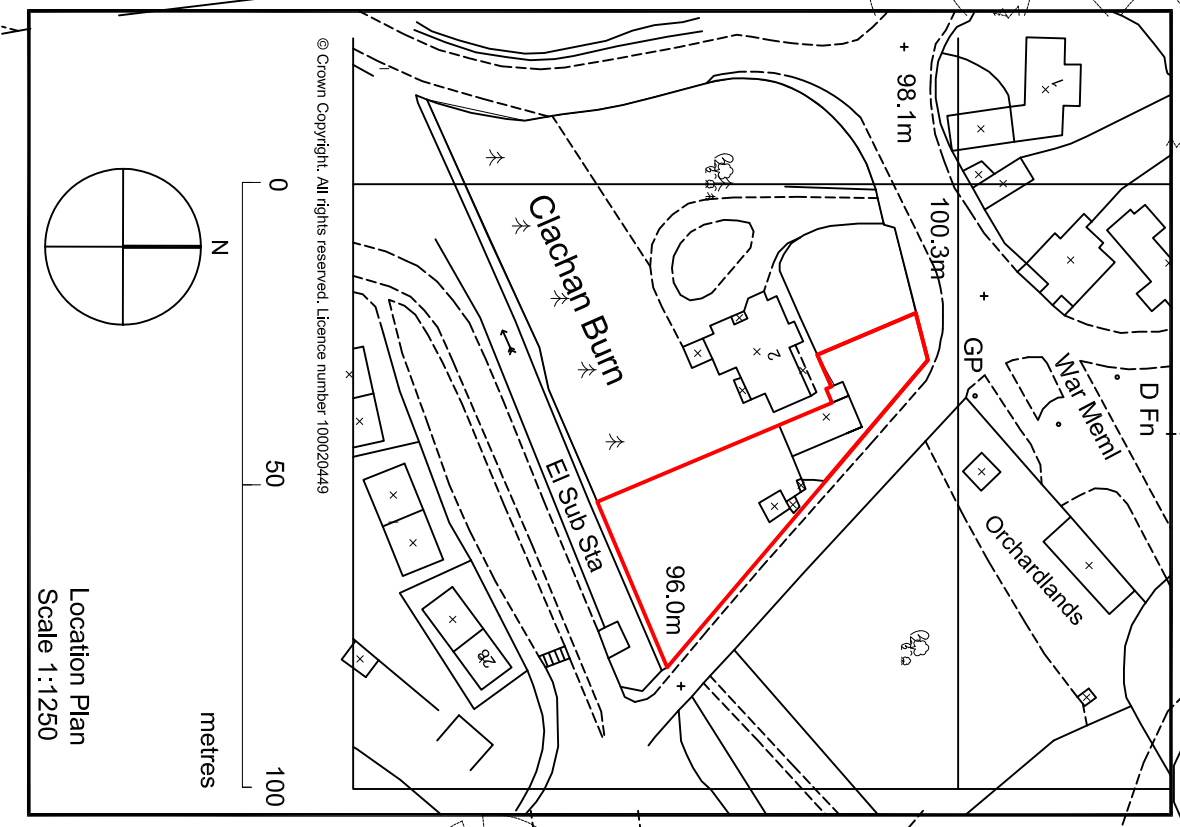 1
98.1m
100.3m
GP
War Meml
D Fn
Orchardlands
2
Clachan Burn
El Sub Sta
96.0m
28
© Crown Copyright. All rights reserved. Licence number 100020449
0
50
100
metres
N
Location Plan
Scale 1:1250